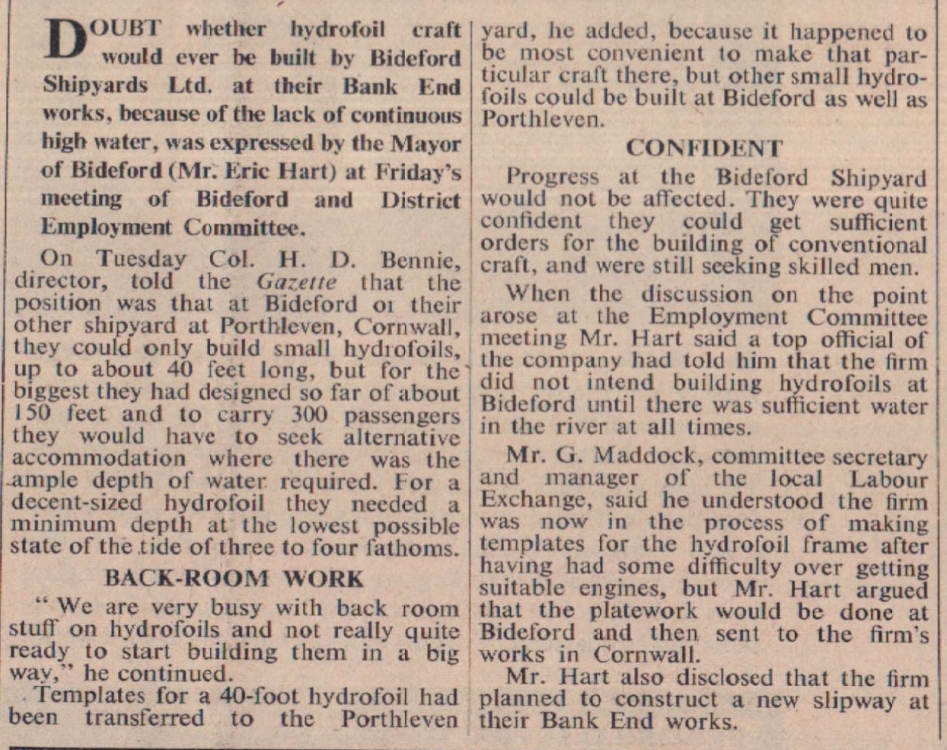 DOUBT whether hydrofoil craft
would ever be built by Bideford
Shipyards Ltd. at their Bank End
works, because of the lack of continuous
high water, was expressed by the Mayor
of Bideford (Mr. Eric Hart) at Friday's
meeting of Bideford and District
Employment Committee.
On Tuesday Col. H. D. Bennie,
director, told the Gazette that the
position was that at Bideford or their
other shipyard at Porthleven, Cornwall,
they could only build small hydrofoils,
up to about 40 feet long, but for the
biggest they had designed so far of about
150 feet and to carry 300 passengers
they would have to seek alternative
accommodation where there was the
ample depth of water required. For a
decent-sized hydrofoil they needed a
minimum depth at the lowest possible
state of the tide of three to four fathoms.
BACK-ROOM WORK
" We are very busy with back room
stuff on hydrofoils and not really quite
ready to start building them in a big
way," he continued.
Templates for a 40-foot hydrofoil had
been transferred to the Porthleven
yard, he added, because it happened to
be most convenient to make that par-
ticular craft there, but other small hydro-
foils could be built at Bideford as well as
Porthleven.
CONFIDENT
Progress at the Bideford Shipyard
would not be affected. They were quite
confident they could get sufficient
orders for the building of conventional
craft, and were still seeking skilled men.
When the discussion on the point
arose at the Employment Committee
meeting Mr. Hart said a top official of
the company had told him that the firm
did not intend building hydrofoils at
Bideford until there was sufficient water
in the river at all times.
Mr. G. Maddock, committee secretary
and manager of the local Labour
Exchange, said he understood the firm
was now in the process of making
templates for the hydrofoil frame after
having had some difficulty over getting
suitable engines, but Mr. Hart argued
that the platework would be done at
Bideford and then sent to the firm's
works in Cornwall.
Mr. Hart also disclosed that the firm
planned to construct a new slipway at
their Bank End works.